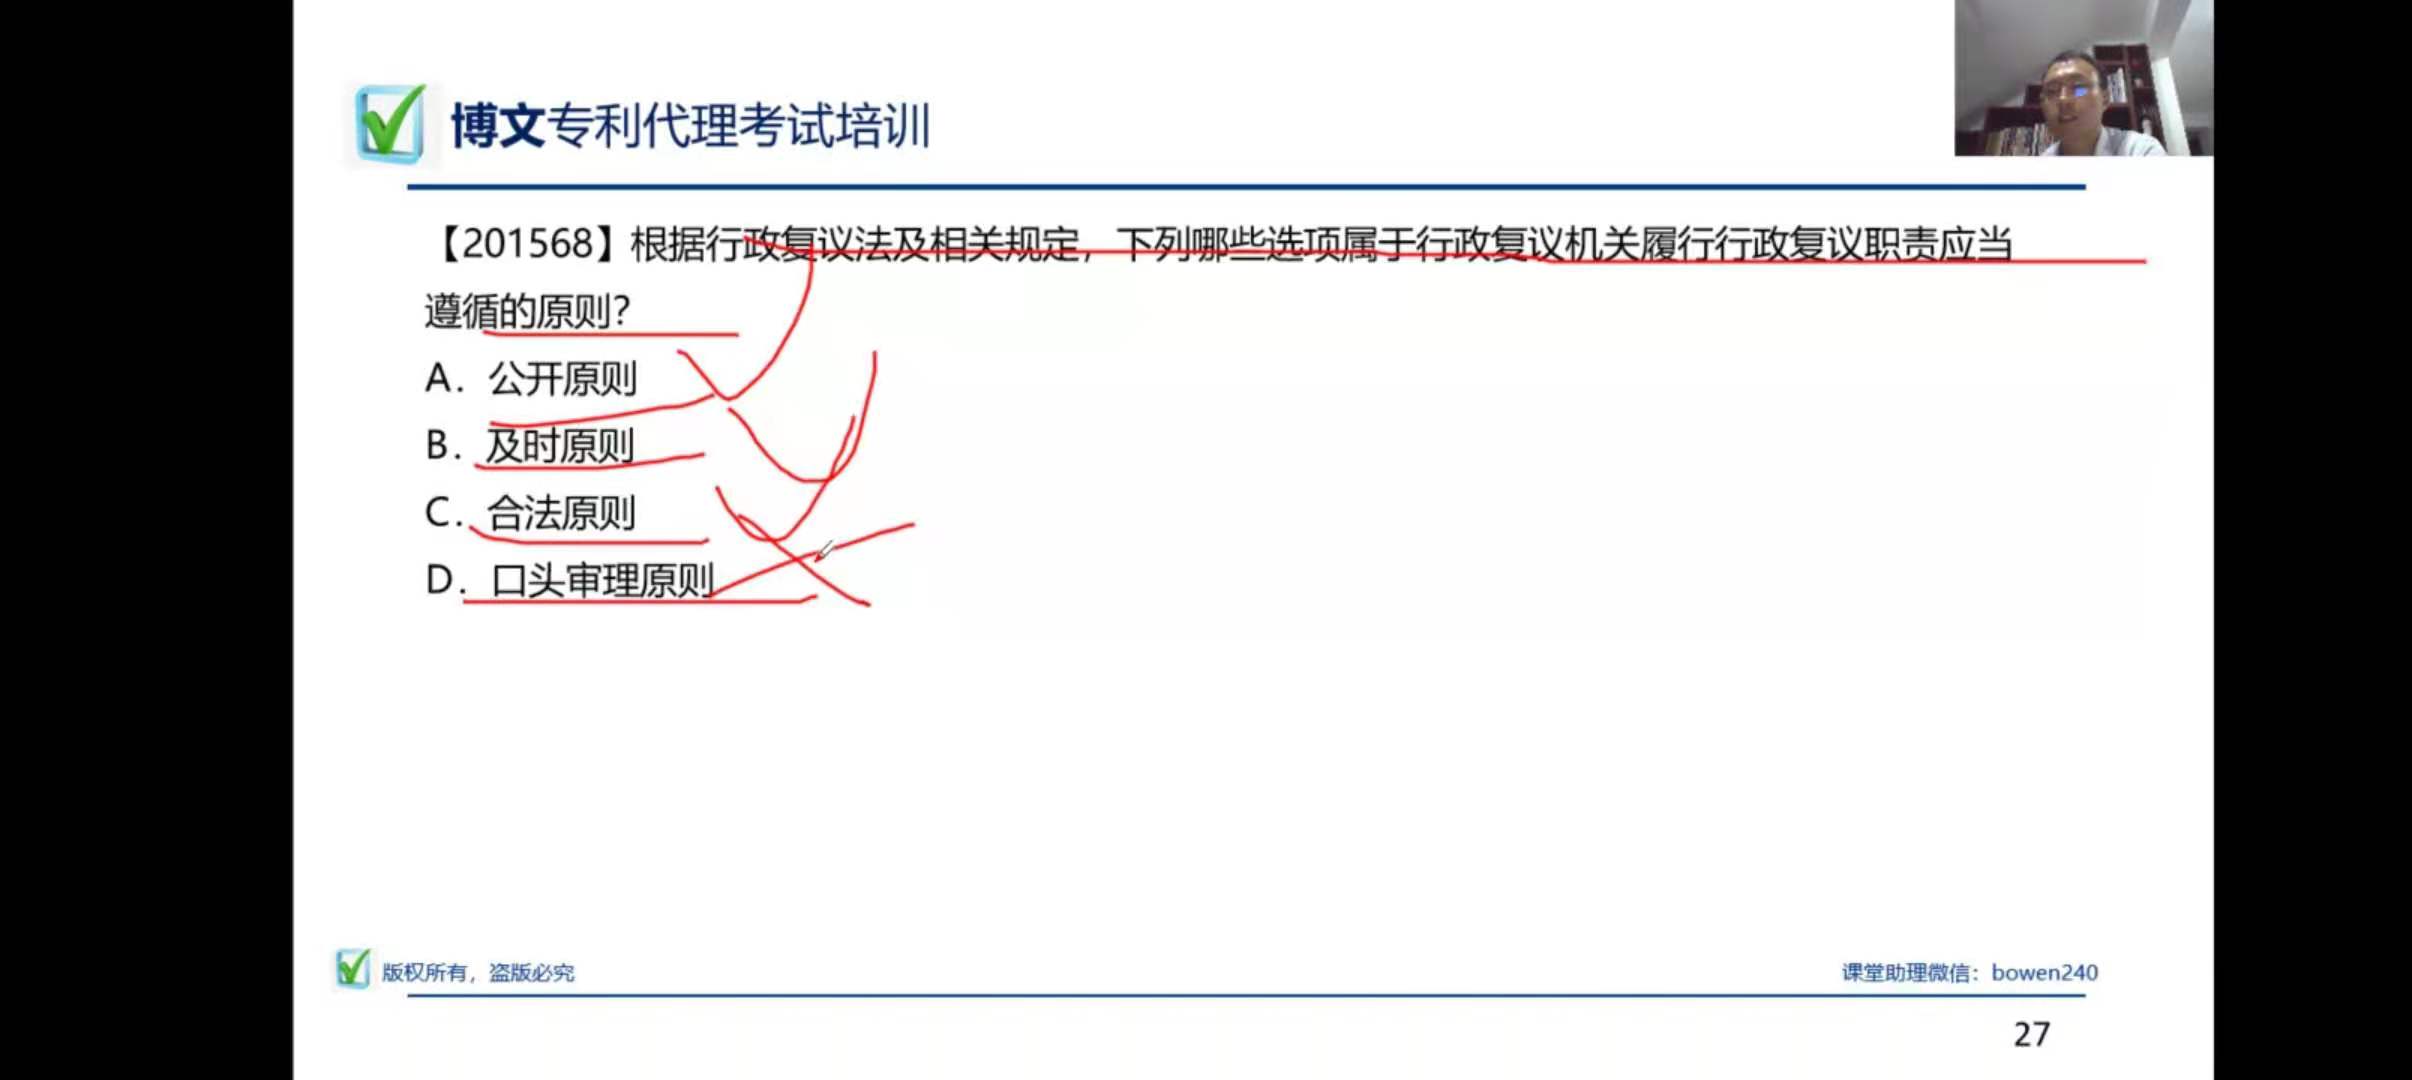 博文专利代理考试培训
【201568】根据行政复议法及相关规定，下列哪些选项属于行政复议机关履行行政复议职责应当
遵循的原则？
A．公开原则
B．及时原则
C．合法原则
D．口头审理原则
版权所有，盗版必究
课堂助理微信：bowen240
27